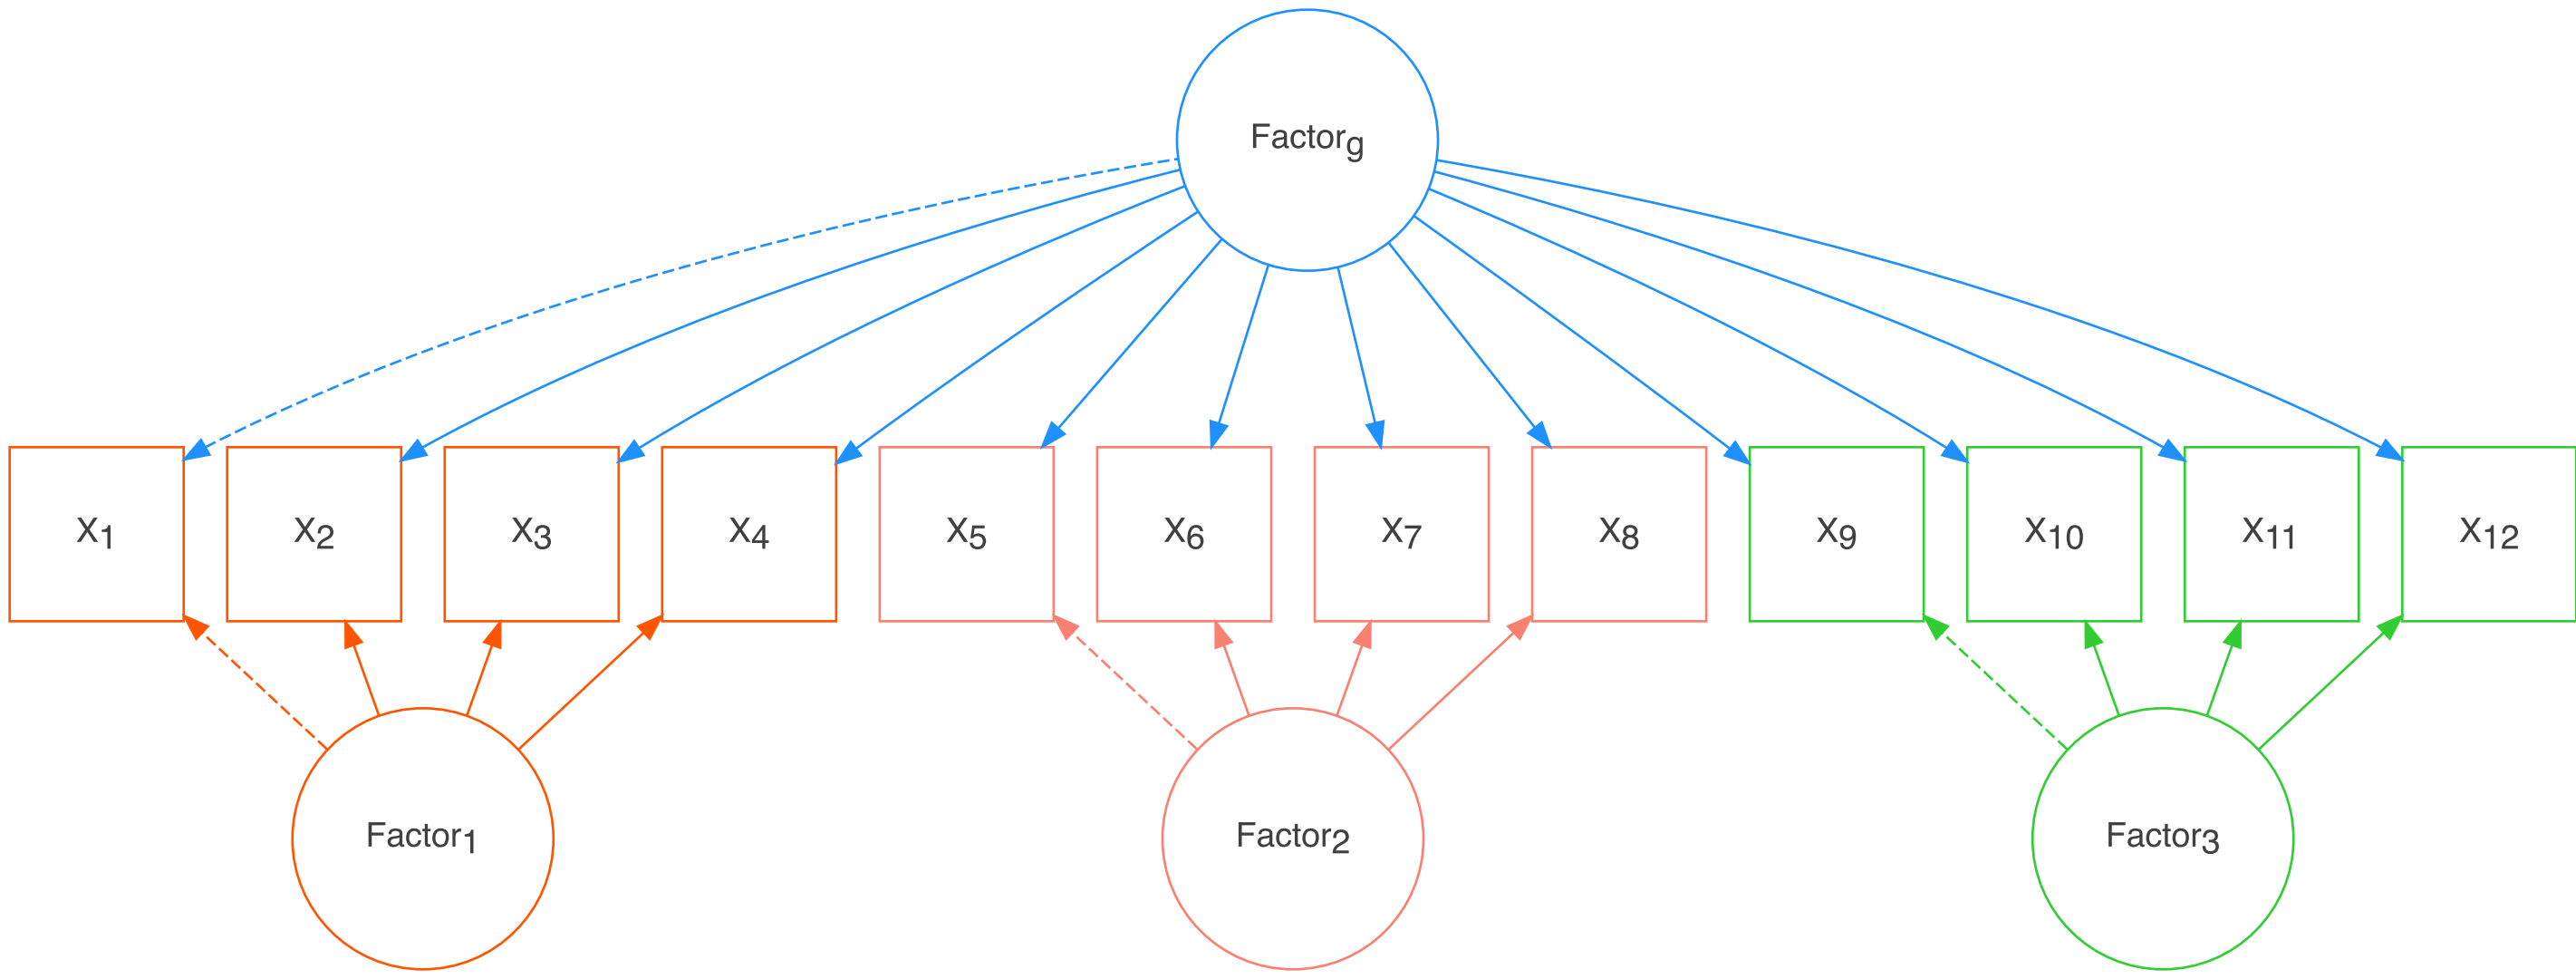 Factorg
X1 X2 X3 X4 X5 X6 X7 X8 X9 X10 X11 X12
Factor1 Factor2 Factor3